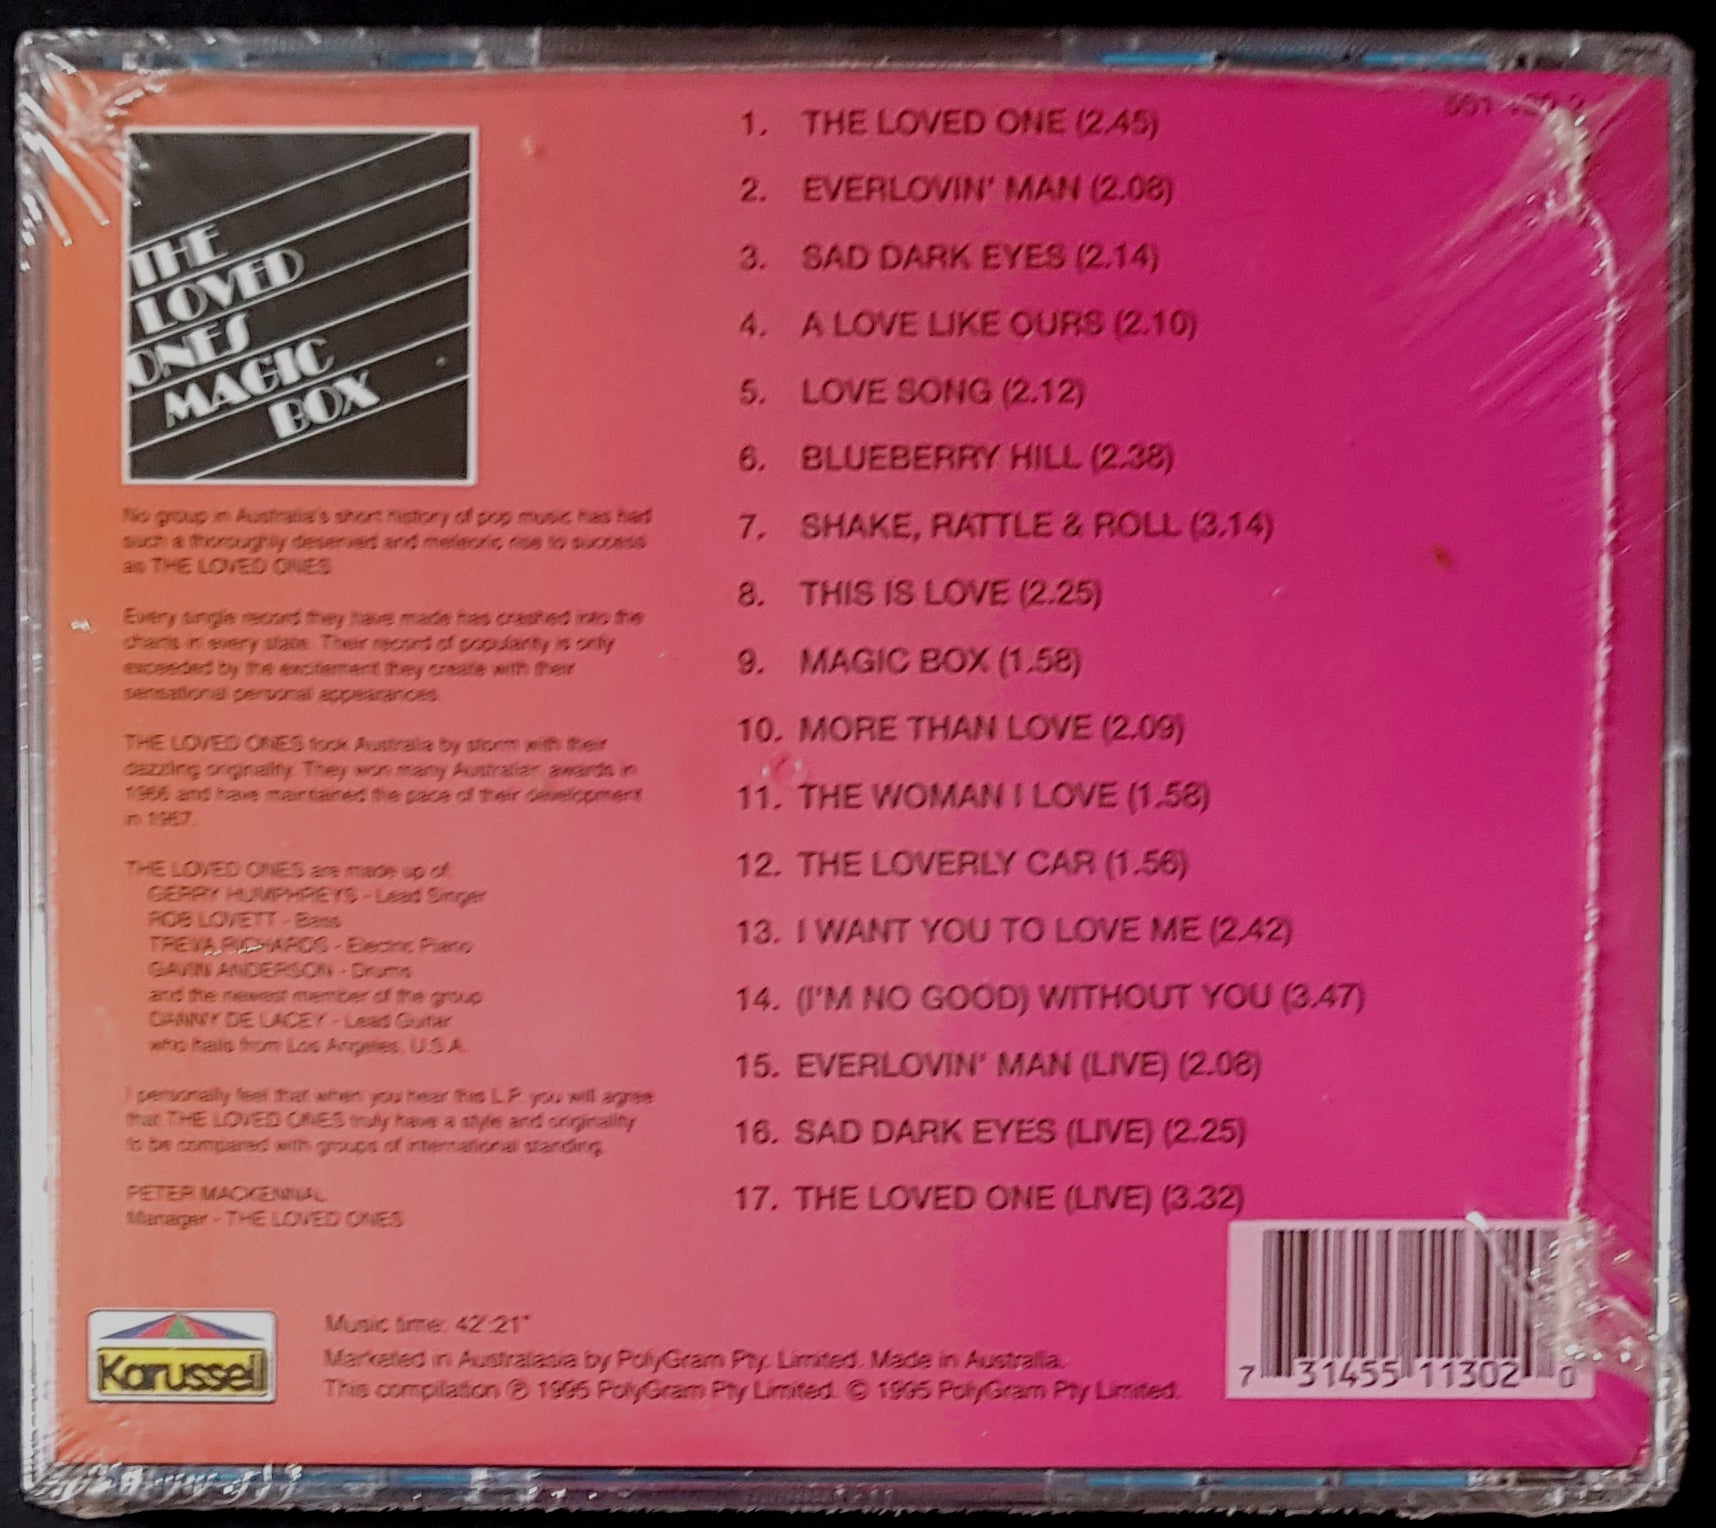 THE
LOVED
ONES
MAGIC
BOX
No group in Australia's short history of pop music has had
such a thoroughly deserved and meteoric rise to success
as THE LOVED ONES.
Every single record they have made has crashed into the
charts in every state. Their record of popularity is only
exceeded by the excitement they create with their
sensational personal appearances.
THE LOVED ONES took Australia by storm with their
dazzling originality. They won many Australian awards in
1966 and have maintained the pace of their development
in 1967.
THE LOVED ONES are made up of:
GERRY HUMPHREYS - Lead Singer
ROB LOVETT - Bass
TREVA RICHARDS - Electric Piano
GAVIN ANDERSON - Drums
and the newest member of the group
DANNY DE LACEY - Lead Guitar
who hails from Los Angeles, U.S.A.
I personally feel that when you hear this L.P. you will agree
that THE LOVED ONES truly have a style and originality
to be compared with groups of international standing.
PETER MACKENNAL
Manager - THE LOVED ONES
1. THE LOVED ONE (2.45)
2. EVERLOVIN' MAN (2.08)
3. SAD DARK EYES (2.14)
4. A LOVE LIKE OURS (2.10)
5. LOVE SONG (2.12)
6. BLUEBERRY HILL (2.38)
7. SHAKE, RATTLE & ROLL (3.14)
8. THIS IS LOVE (2.25)
9. MAGIC BOX (1.58)
10. MORE THAN LOVE (2.09)
11. THE WOMAN I LOVE (1.58)
12. THE LOVERLY CAR (1.56)
13. I WANT YOU TO LOVE ME (2.42)
14. (I'M NO GOOD) WITHOUT YOU (3.47)
15. EVERLOVIN' MAN (LIVE) (2.08)
16. SAD DARK EYES (LIVE) (2.25)
17. THE LOVED ONE (LIVE) (3.32)
Karussell
Music time: 42':21"
Marketed in Australasia by PolyGram Pty. Limited. Made in Australia.
This compilation ℗ 1995 PolyGram Pty Limited. © 1995 PolyGram Pty Limited.
7 31455 11302 0